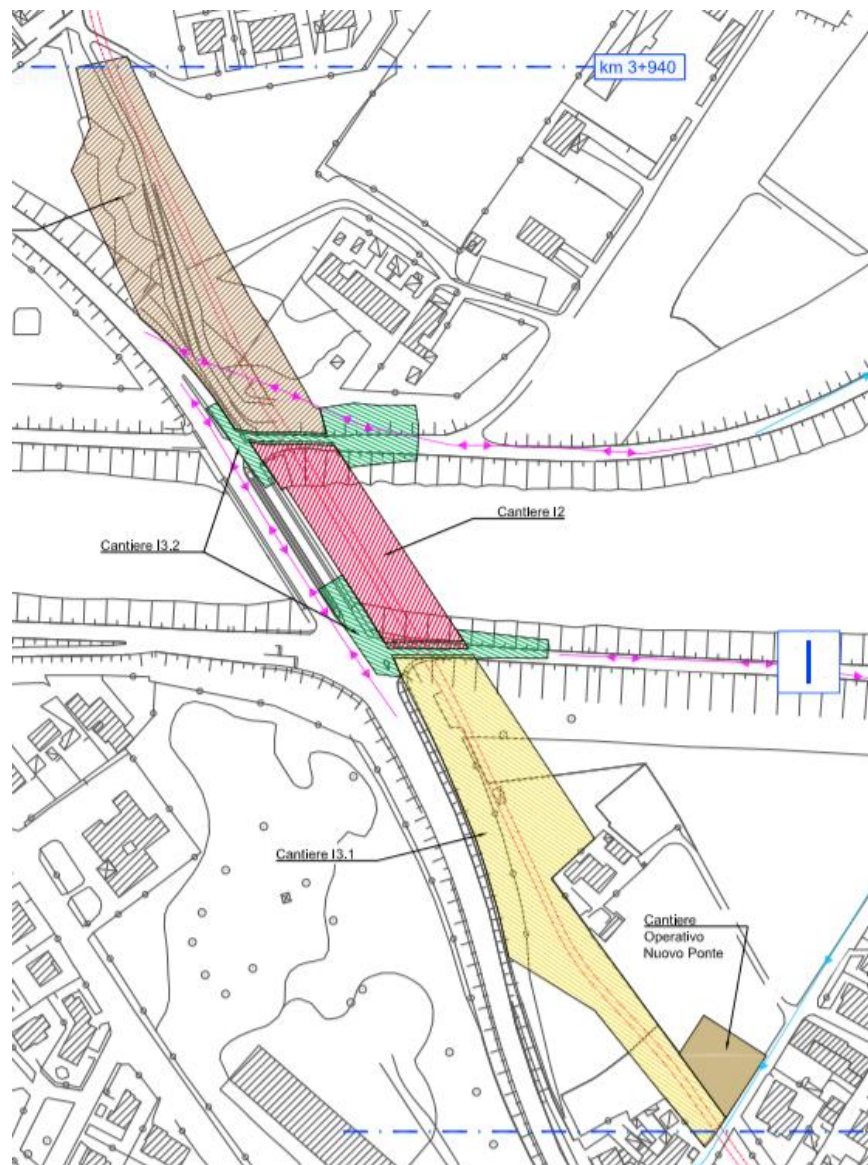 km 3+940
Cantiere I2
Cantiere I3.2
I
Cantiere I3.1
Cantiere
Operativo
Nuovo Ponte